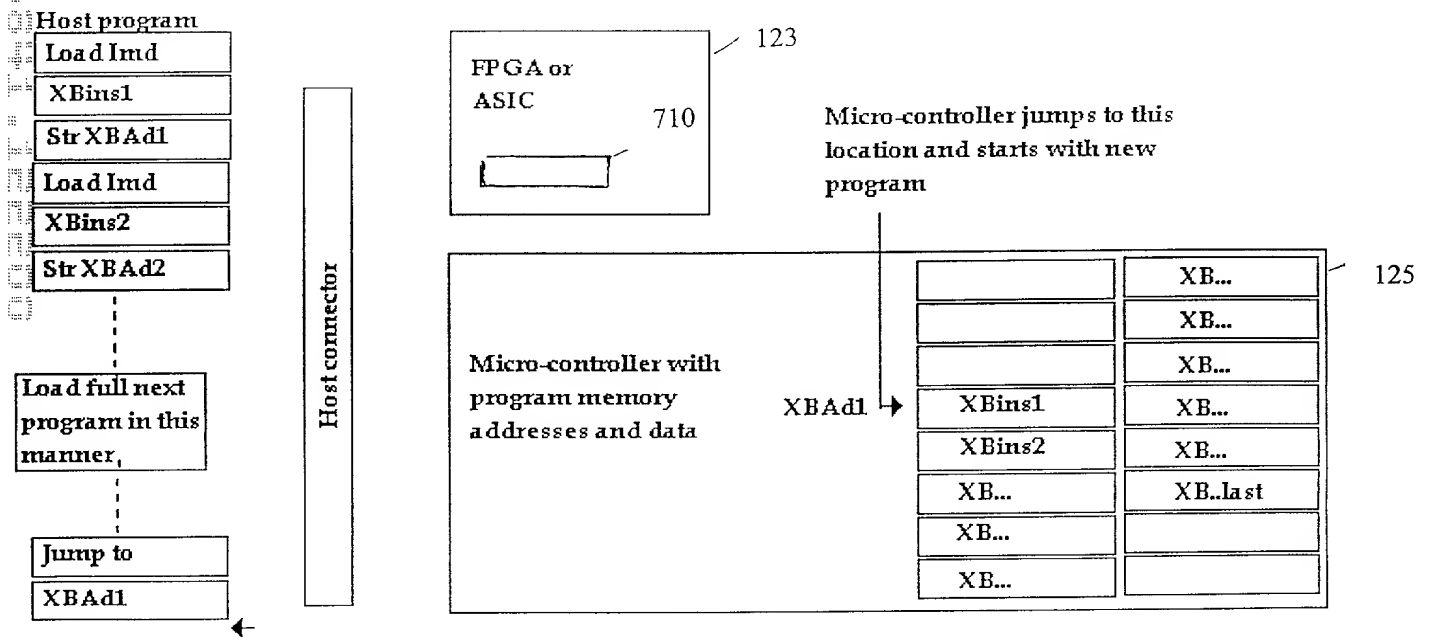 Host program
Load Imd
XBins1
Str XBAd1
Load Imd
XBins2
Str XBAd2
Load full next
program in this
manner,
Jump to
XBAd1
Host connector
FPGA or
ASIC
123
710
Micro-controller jumps to this
location and starts with new
program
Micro-controller with
program memory
addresses and data
XBAd1
XBins1
XBins2
XB...
XB...
XB...
XB...
XB...
XB...
XB...
XB...
XB..last
125